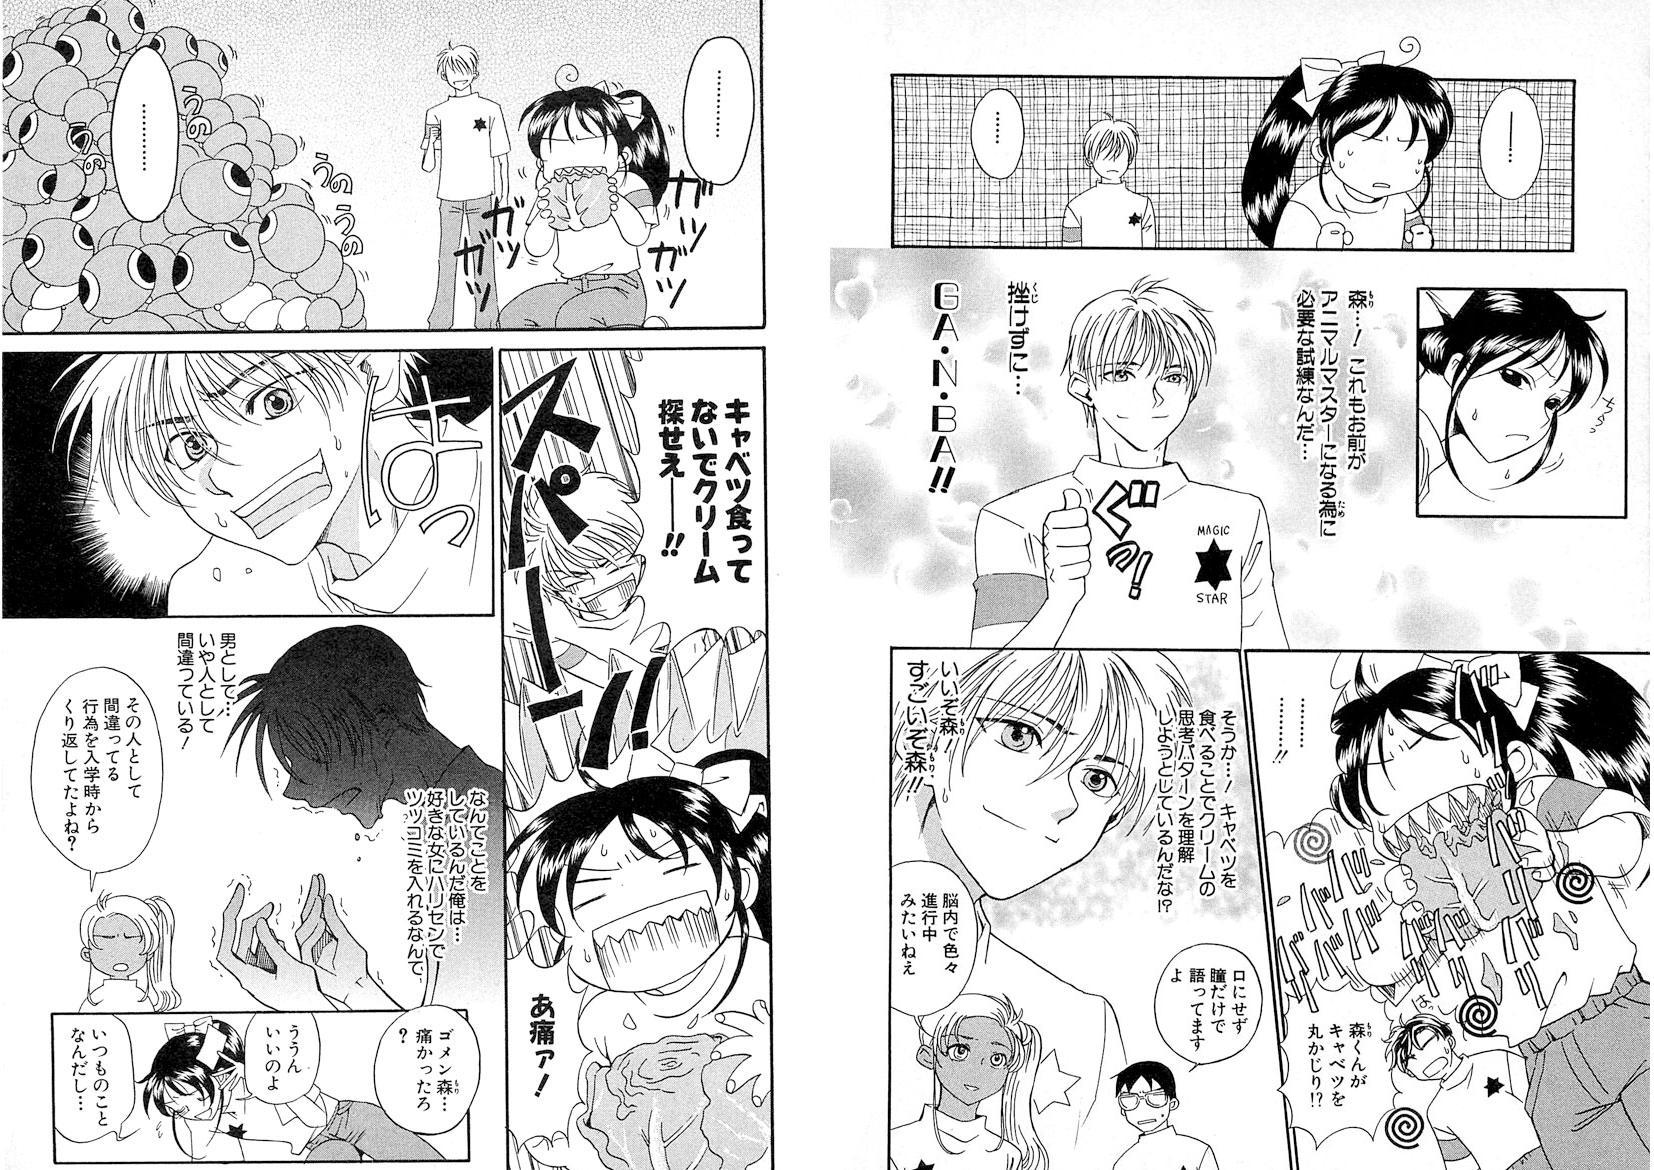 ……
森…！これもお前が
アニマルマスターになる為に
必要な試練なんだ…
挫けずに…
GA・N・BA!!
ぐっ!
MAGIC
STAR
………!!
バババババ
森くんが
キャベツを
丸かじり!?
そうか…！キャベツを
食べることでクリームの
思考パターンを理解
しようとしているんだな!?
いいぞ森！
すごいぞ森!!
口にせず
瞳だけで
語ってます
よ
脳内で色々
進行中
みたいねえ
…………
ガツ
ガツ
ガツ
ガツ
…………
うの
うの
うの
うの
キャベツ食って
ないでクリーム
探せえ――!!
スパーーン!!
あ痛ァ！
はうっ
男として…
いや人として
間違っている！
なんてことを
しているんだ俺は…
好きな女にハリセンで
ツッコミを入れるなんて
その人として
間違ってる
行為を入学時から
くり返してたよね？
ゴメン森…
痛かったろ
？
ううん
いいのよ
いつものこと
なんだし…